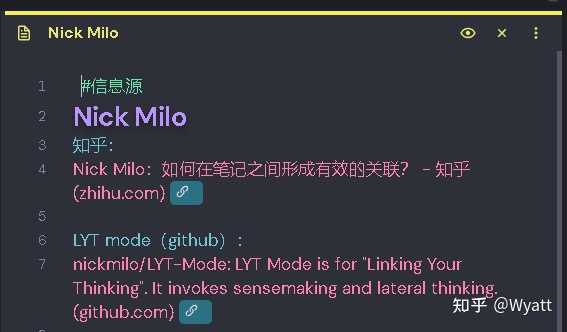 Nick Milo
1 #信息源
2 Nick Milo
3 知乎：
4 Nick Milo：如何在笔记之间形成有效的关联？ - 知乎
(zhihu.com)
5
6 LYT mode（github）：
7 nickmilo/LYT-Mode: LYT Mode is for "Linking Your
Thinking". It invokes sensemaking and lateral thinking.
(github.com)
知乎 @Wyatt